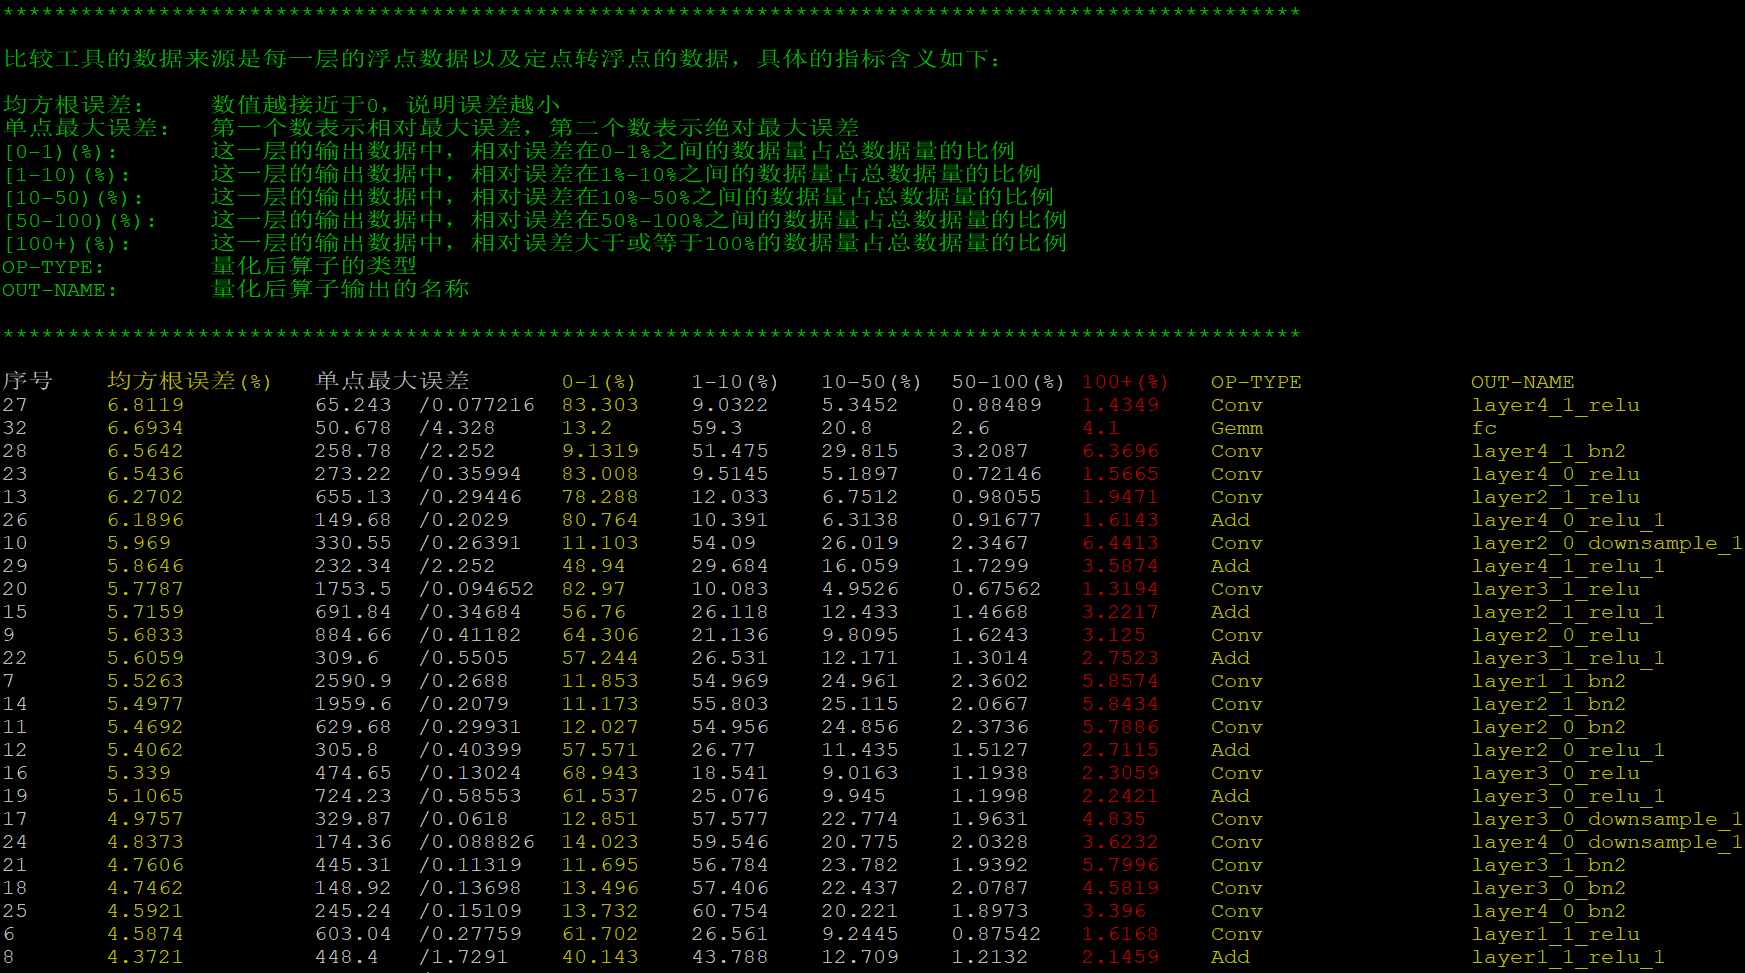 ****************************************************************************************************
比较工具的数据来源是每一层的浮点数据以及定点转浮点的数据，具体的指标含义如下：
均方根误差： 数值越接近于0，说明误差越小
单点最大误差： 第一个数表示相对最大误差，第二个数表示绝对最大误差
[0-1)(%): 这一层的输出数据中，相对误差在0-1%之间的数据量占总数据量的比例
[1-10)(%): 这一层的输出数据中，相对误差在1%-10%之间的数据量占总数据量的比例
[10-50)(%): 这一层的输出数据中，相对误差在10%-50%之间的数据量占总数据量的比例
[50-100)(%): 这一层的输出数据中，相对误差在50%-100%之间的数据量占总数据量的比例
[100+)(%): 这一层的输出数据中，相对误差大于或等于100%的数据量占总数据量的比例
OP-TYPE: 量化后算子的类型
OUT-NAME: 量化后算子输出的名称
****************************************************************************************************
序号 均方根误差(%) 单点最大误差 0-1(%) 1-10(%) 10-50(%) 50-100(%) 100+(%) OP-TYPE OUT-NAME
27 6.8119 65.243 /0.077216 83.303 9.0322 5.3452 0.88489 1.4349 Conv layer4_1_relu
32 6.6934 50.678 /4.328 13.2 59.3 20.8 2.6 4.1 Gemm fc
28 6.5642 258.78 /2.252 9.1319 51.475 29.815 3.2087 6.3696 Conv layer4_1_bn2
23 6.5436 273.22 /0.35994 83.008 9.5145 5.1897 0.72146 1.5665 Conv layer4_0_relu
13 6.2702 655.13 /0.29446 78.288 12.033 6.7512 0.98055 1.9471 Conv layer2_1_relu
26 6.1896 149.68 /0.2029 80.764 10.391 6.3138 0.91677 1.6143 Add layer4_0_relu_1
10 5.969 330.55 /0.26391 11.103 54.09 26.019 2.3467 6.4413 Conv layer2_0_downsample_1
29 5.8646 232.34 /2.252 48.94 29.684 16.059 1.7299 3.5874 Add layer4_1_relu_1
20 5.7787 1753.5 /0.094652 82.97 10.083 4.9526 0.67562 1.3194 Conv layer3_1_relu
15 5.7159 691.84 /0.34684 56.76 26.118 12.433 1.4668 3.2217 Add layer2_1_relu_1
9 5.6833 884.66 /0.41182 64.306 21.136 9.8095 1.6243 3.125 Conv layer2_0_relu
22 5.6059 309.6 /0.5505 57.244 26.531 12.171 1.3014 2.7523 Add layer3_1_relu_1
7 5.5263 2590.9 /0.2688 11.853 54.969 24.961 2.3602 5.8574 Conv layer1_1_bn2
14 5.4977 1959.6 /0.2079 11.173 55.803 25.115 2.0667 5.8434 Conv layer2_1_bn2
11 5.4692 629.68 /0.29931 12.027 54.956 24.856 2.3736 5.7886 Conv layer2_0_bn2
12 5.4062 305.8 /0.40399 57.571 26.77 11.435 1.5127 2.7115 Add layer2_0_relu_1
16 5.339 474.65 /0.13024 68.943 18.541 9.0163 1.1938 2.3059 Conv layer3_0_relu
19 5.1065 724.23 /0.58553 61.537 25.076 9.945 1.1998 2.2421 Add layer3_0_relu_1
17 4.9757 329.87 /0.0618 12.851 57.577 22.774 1.9631 4.835 Conv layer3_0_downsample_1
24 4.8373 174.36 /0.088826 14.023 59.546 20.775 2.0328 3.6232 Conv layer4_0_downsample_1
21 4.7606 445.31 /0.11319 11.695 56.784 23.782 1.9392 5.7996 Conv layer3_1_bn2
18 4.7462 148.92 /0.13698 13.496 57.406 22.437 2.0787 4.5819 Conv layer3_0_bn2
25 4.5921 245.24 /0.15109 13.732 60.754 20.221 1.8973 3.396 Conv layer4_0_bn2
6 4.5874 603.04 /0.27759 61.702 26.561 9.2445 0.87542 1.6168 Conv layer1_1_relu
8 4.3721 448.4 /1.7291 40.143 43.788 12.709 1.2132 2.1459 Add layer1_1_relu_1